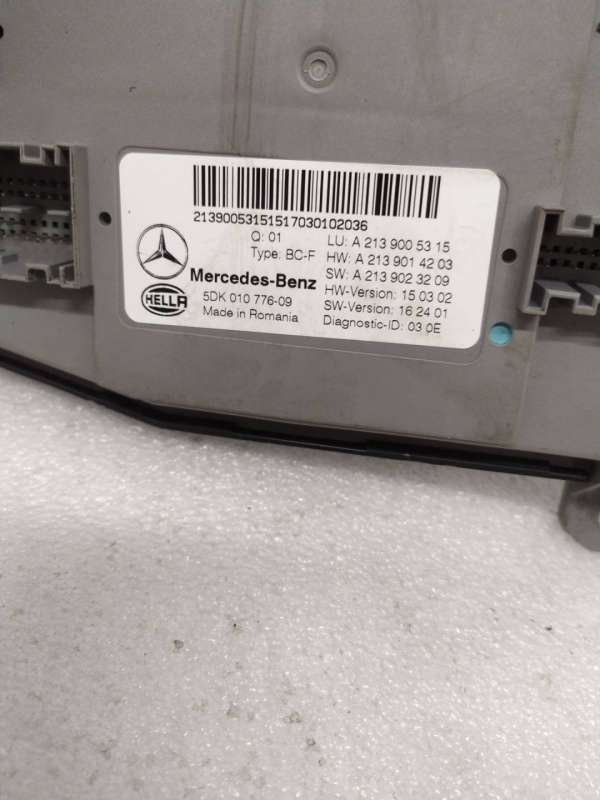 21390053151517030102036
Q: 01
Type: BC-F
LU: A 213 900 53 15
HW: A 213 901 42 03
SW: A 213 902 32 09
HW-Version: 15 03 02
SW-Version: 16 24 01
Diagnostic-ID: 03 0E
Mercedes-Benz
HELLA
5DK 010 776-09
Made in Romania